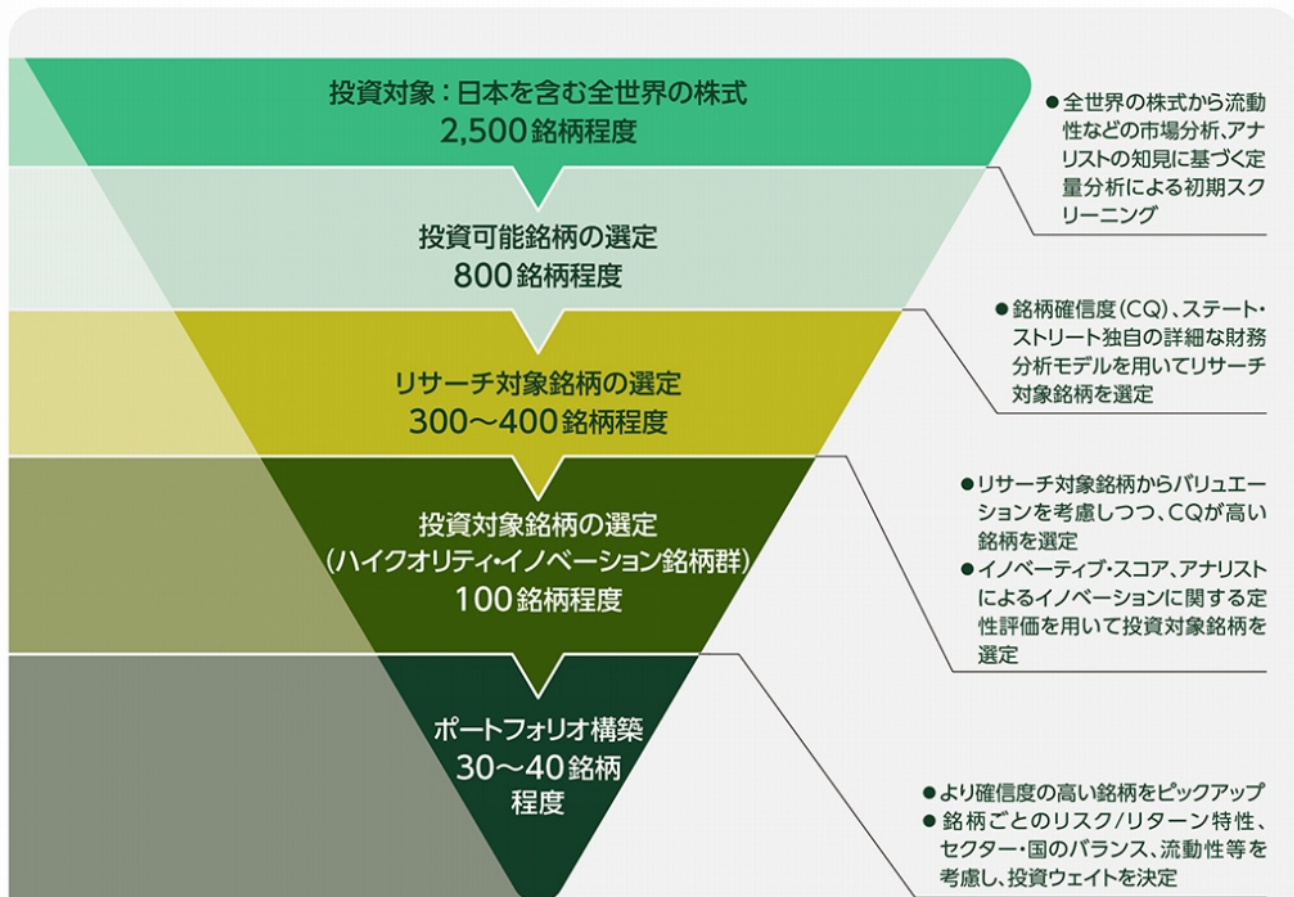 投資対象：日本を含む全世界の株式
2,500銘柄程度
●全世界の株式から流動
性などの市場分析、アナ
リストの知見に基づく定
量分析による初期スク
リーニング
投資可能銘柄の選定
800銘柄程度
●銘柄確信度(CQ)、ステート・
ストリート独自の詳細な財務
分析モデルを用いてリサーチ
対象銘柄を選定
リサーチ対象銘柄の選定
300〜400銘柄程度
●リサーチ対象銘柄からバリュエー
ションを考慮しつつ、CQが高い
銘柄を選定
●イノベーティブ・スコア、アナリスト
によるイノベーションに関する定
性評価を用いて投資対象銘柄を
選定
投資対象銘柄の選定
(ハイクオリティ・イノベーション銘柄群)
100銘柄程度
●より確信度の高い銘柄をピックアップ
●銘柄ごとのリスク/リターン特性、
セクター・国のバランス、流動性等を
考慮し、投資ウェイトを決定
ポートフォリオ構築
30〜40銘柄
程度